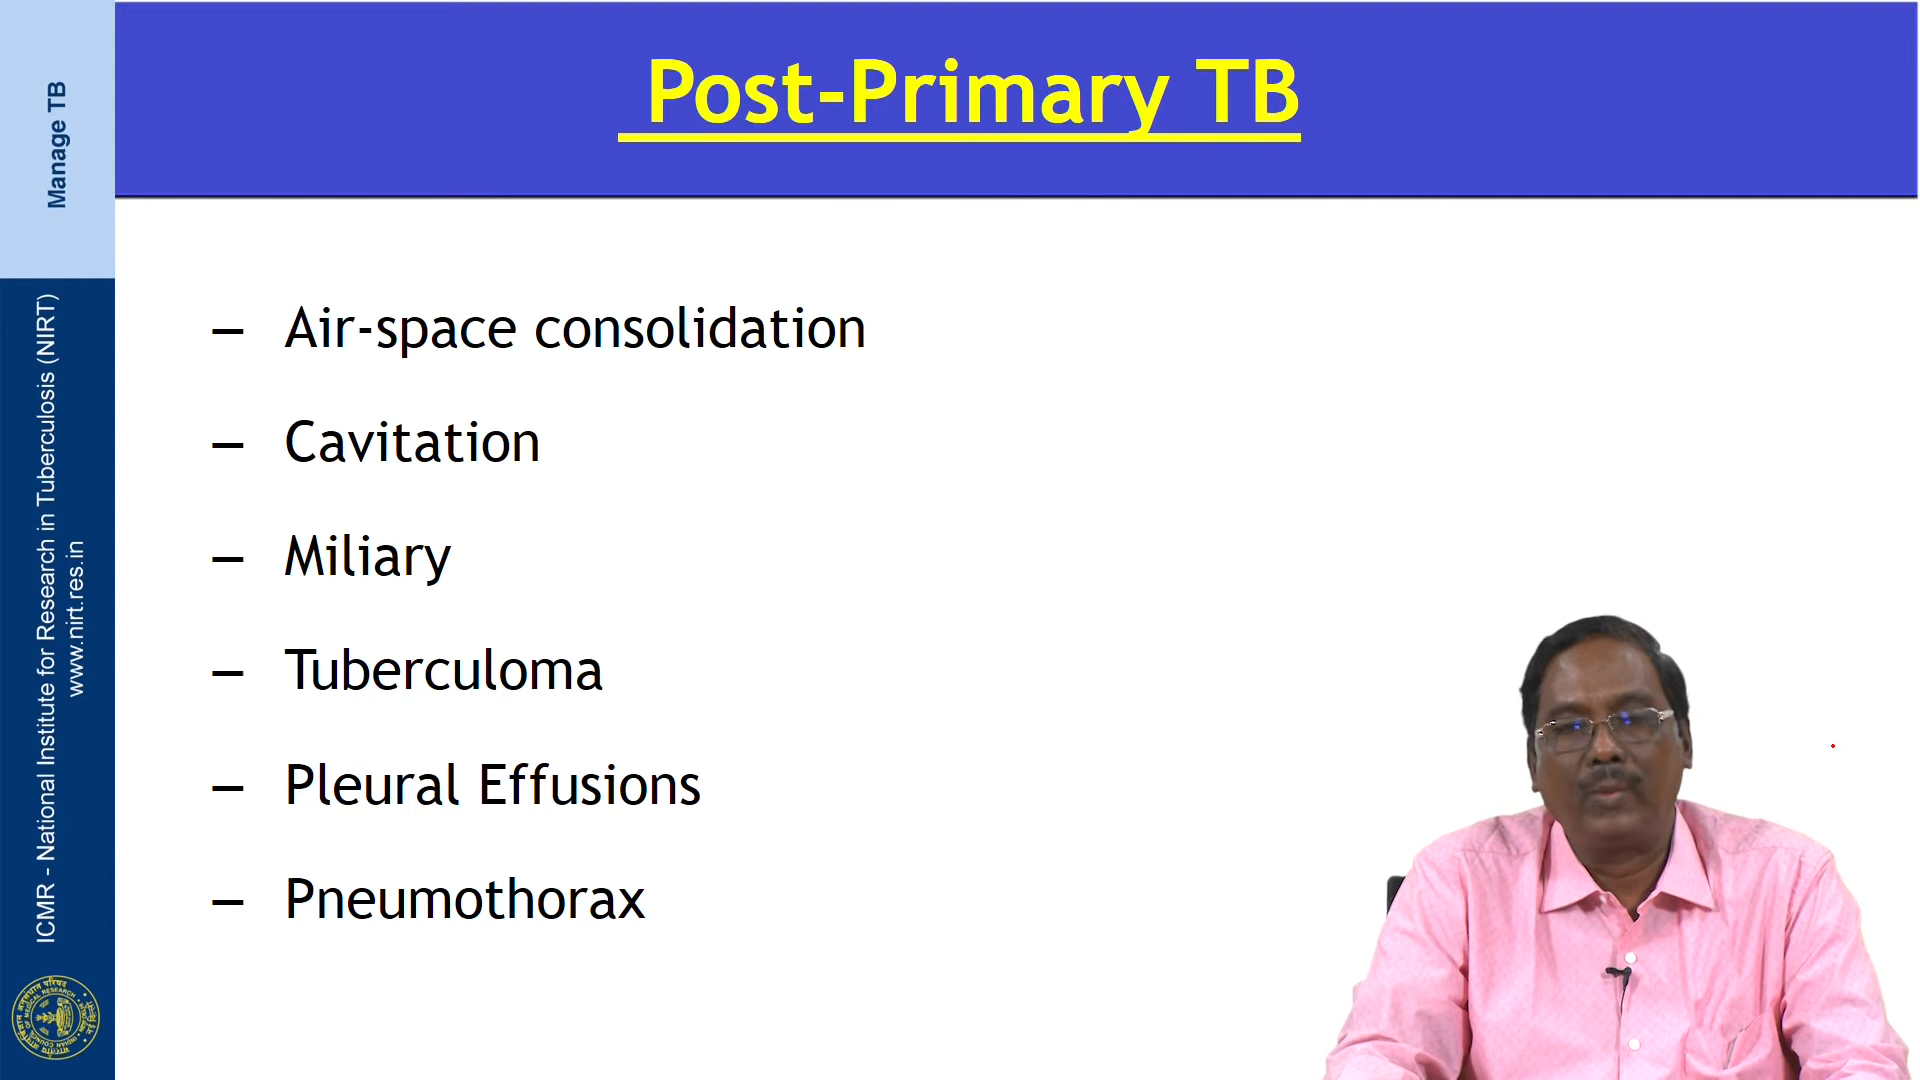 Post-Primary TB
– Air-space consolidation
– Cavitation
– Miliary
– Tuberculoma
– Pleural Effusions
– Pneumothorax
Manage TB
ICMR - National Institute for Research in Tuberculosis (NIRT)
www.nirt.res.in